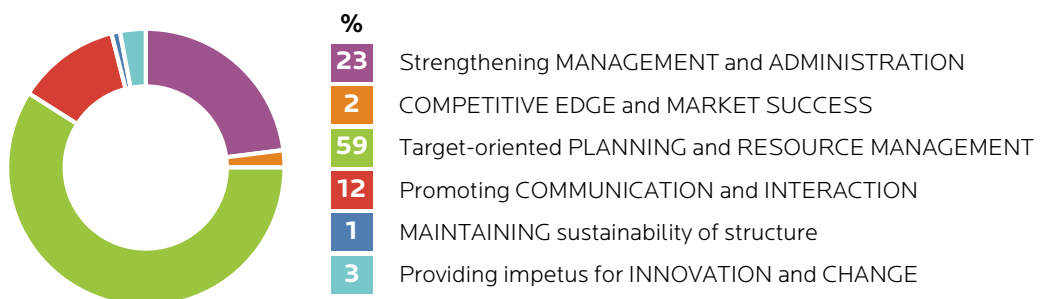 %
23 Strengthening MANAGEMENT and ADMINISTRATION
2 COMPETITIVE EDGE and MARKET SUCCESS
59 Target-oriented PLANNING and RESOURCE MANAGEMENT
12 Promoting COMMUNICATION and INTERACTION
1 MAINTAINING sustainability of structure
3 Providing impetus for INNOVATION and CHANGE